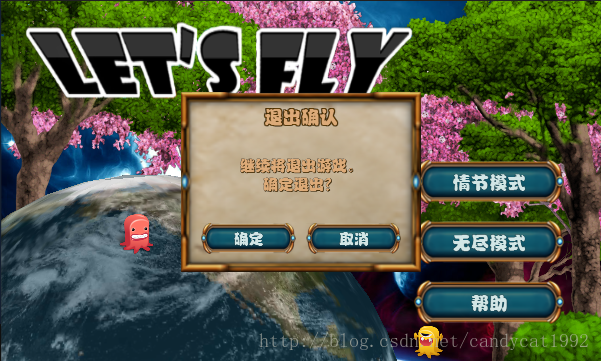 LET'S FLY
退出确认
继续将退出游戏，
确定退出？
确定
取消
情节模式
无尽模式
帮助
http://blog.csdn.net/candycat1992